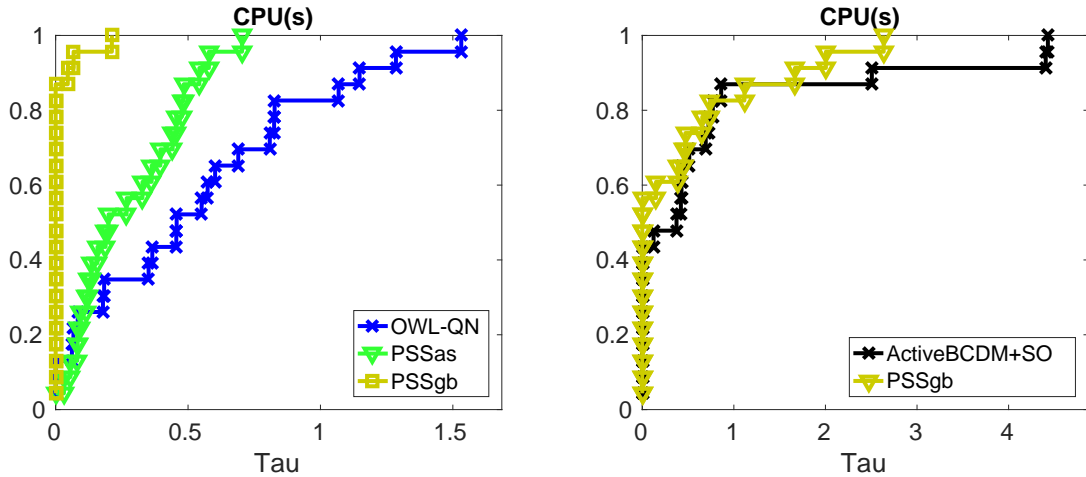 CPU(s)
1
0.8
0.6
0.4
0.2
0
0
0.5
1
1.5
Tau
OWL-QN
PSSas
PSSgb
CPU(s)
1
0.8
0.6
0.4
0.2
0
0
1
2
3
4
Tau
ActiveBCDM+SO
PSSgb